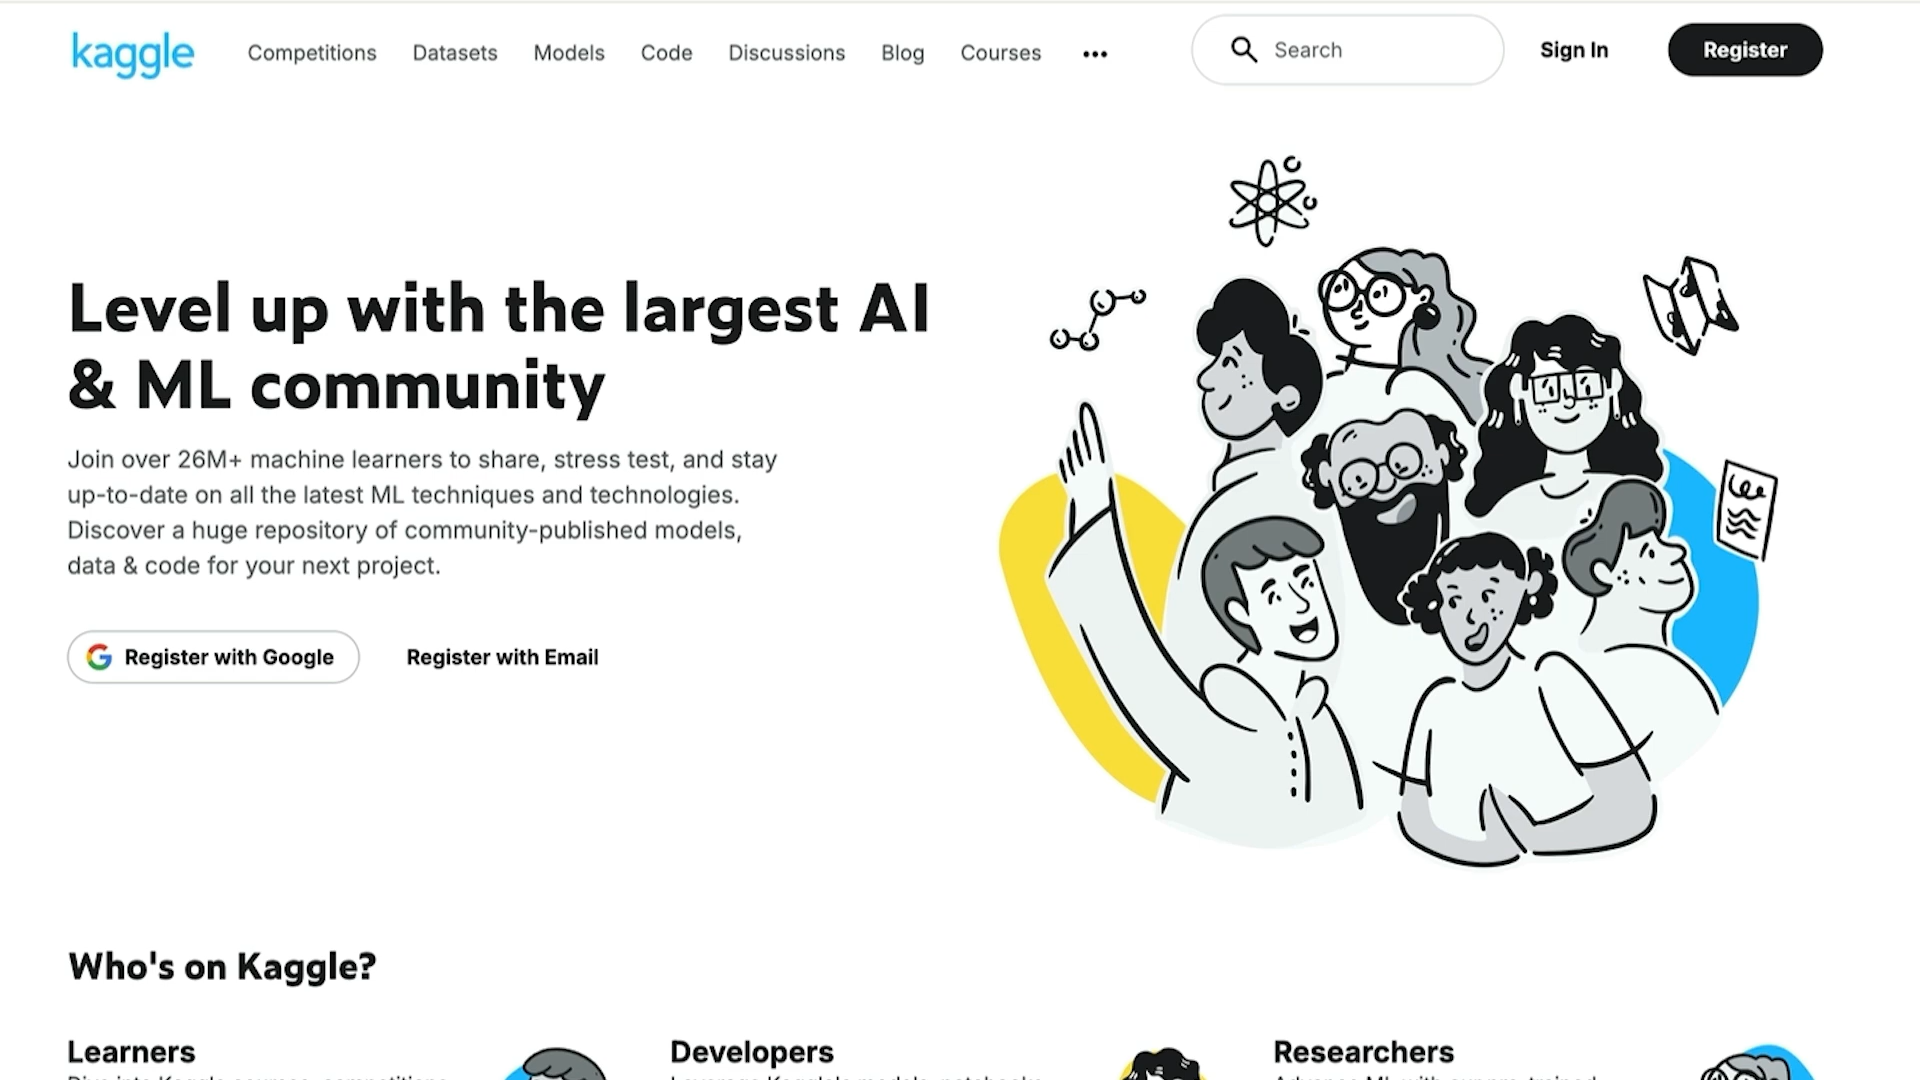 kaggle
Competitions Datasets Models Code Discussions Blog Courses
Search
Sign In
Register
Level up with the largest AI
& ML community
Join over 26M+ machine learners to share, stress test, and stay
up-to-date on all the latest ML techniques and technologies.
Discover a huge repository of community-published models,
data & code for your next project.
Register with Google
Register with Email
Who's on Kaggle?
Learners
Developers
Researchers